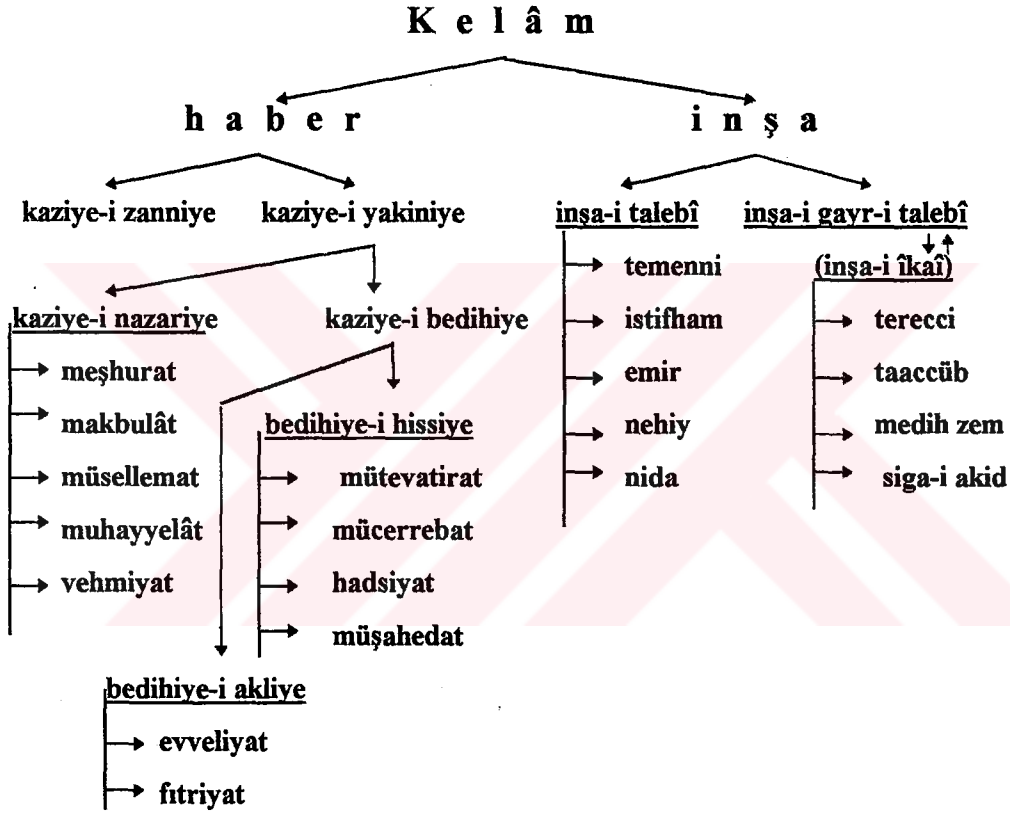 K e l â m
h a b e r
i n ş a
kaziye-i zanniye
kaziye-i yakiniye
inşa-i talebî
inşa-i gayr-i talebî
temenni
(inşa-i îkaî)
kaziye-i nazariye
kaziye-i bedihiye
istifham
terecci
meşhurat
emir
taaccüb
makbulât
bedihiye-i hissiye
nehiy
medih zem
müsellemat
mütevatirat
nida
siga-i akid
muhayyelât
mücerrebat
vehmiyat
hadsiyat
müşahedat
bedihiye-i akliye
evveliyat
fıtriyat